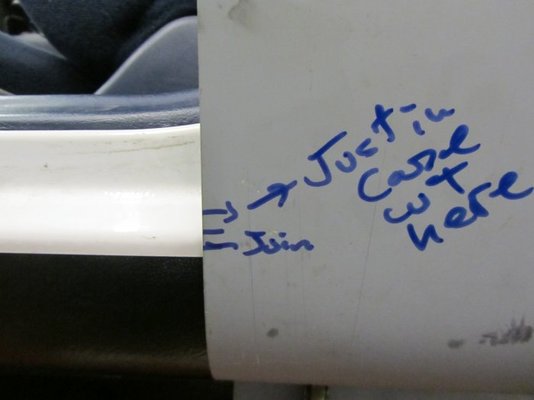 Just in
Case
cut
here
Join